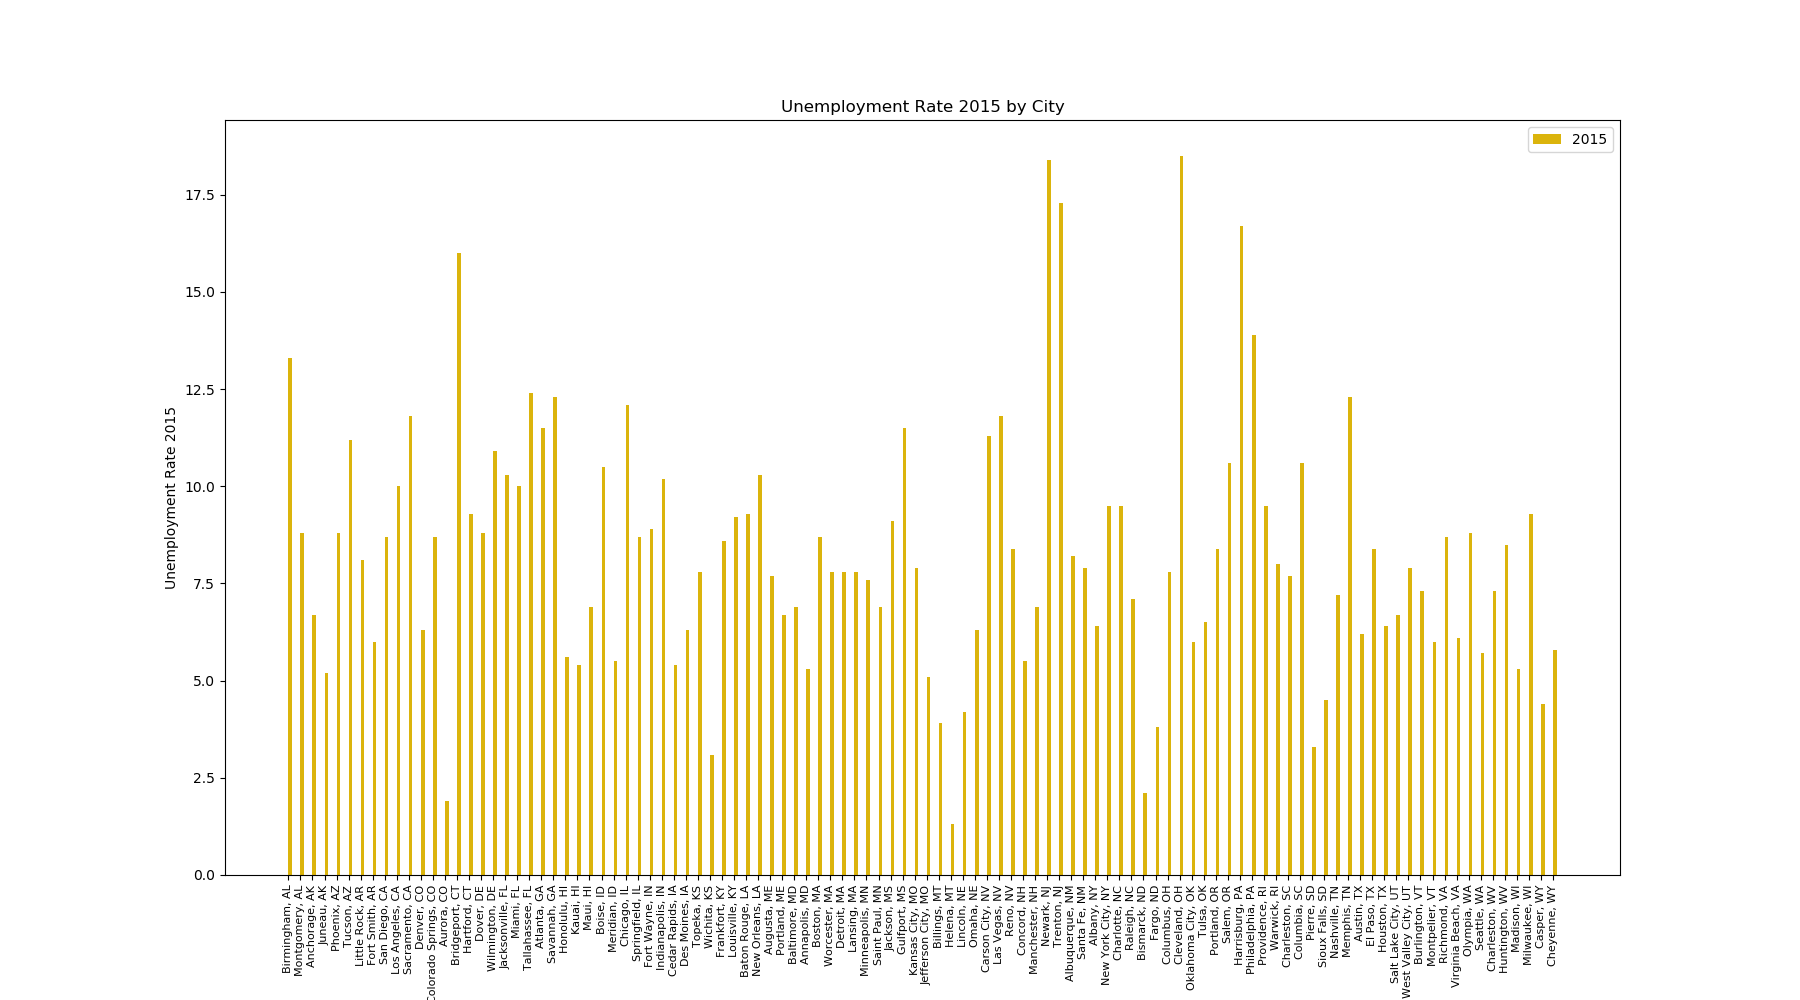 Unemployment Rate 2015 by City
2015
Unemployment Rate 2015
17.5
15.0
12.5
10.0
7.5
5.0
2.5
0.0
Birmingham, AL
Montgomery, AL
Anchorage, AK
Juneau, AK
Phoenix, AZ
Tucson, AZ
Little Rock, AR
Fort Smith, AR
San Diego, CA
Los Angeles, CA
Sacramento, CA
Denver, CO
Colorado Springs, CO
Aurora, CO
Bridgeport, CT
Hartford, CT
Dover, DE
Wilmington, DE
Jacksonville, FL
Miami, FL
Tallahassee, FL
Atlanta, GA
Savannah, GA
Honolulu, HI
Kauai, HI
Maui, HI
Boise, ID
Meridian, ID
Chicago, IL
Springfield, IL
Fort Wayne, IN
Indianapolis, IN
Cedar Rapids, IA
Des Moines, IA
Topeka, KS
Wichita, KS
Frankfort, KY
Louisville, KY
Baton Rouge, LA
New Orleans, LA
Augusta, ME
Portland, ME
Baltimore, MD
Annapolis, MD
Boston, MA
Worcester, MA
Detroit, MA
Lansing, MA
Minneapolis, MN
Saint Paul, MN
Jackson, MS
Gulfport, MS
Kansas City, MO
Jefferson City, MO
Billings, MT
Helena, MT
Lincoln, NE
Omaha, NE
Carson City, NV
Las Vegas, NV
Reno, NV
Concord, NH
Manchester, NH
Newark, NJ
Trenton, NJ
Albuquerque, NM
Santa Fe, NM
Albany, NY
New York City, NY
Charlotte, NC
Raleigh, NC
Bismarck, ND
Fargo, ND
Columbus, OH
Cleveland, OH
Oklahoma City, OK
Tulsa, OK
Portland, OR
Salem, OR
Harrisburg, PA
Philadelphia, PA
Providence, RI
Warwick, RI
Charleston, SC
Columbia, SC
Pierre, SD
Sioux Falls, SD
Nashville, TN
Memphis, TN
Austin, TX
El Paso, TX
Houston, TX
Salt Lake City, UT
West Valley City, UT
Burlington, VT
Montpelier, VT
Richmond, VA
Virginia Beach, VA
Olympia, WA
Seattle, WA
Charleston, WV
Huntington, WV
Madison, WI
Milwaukee, WI
Casper, WY
Cheyenne, WY